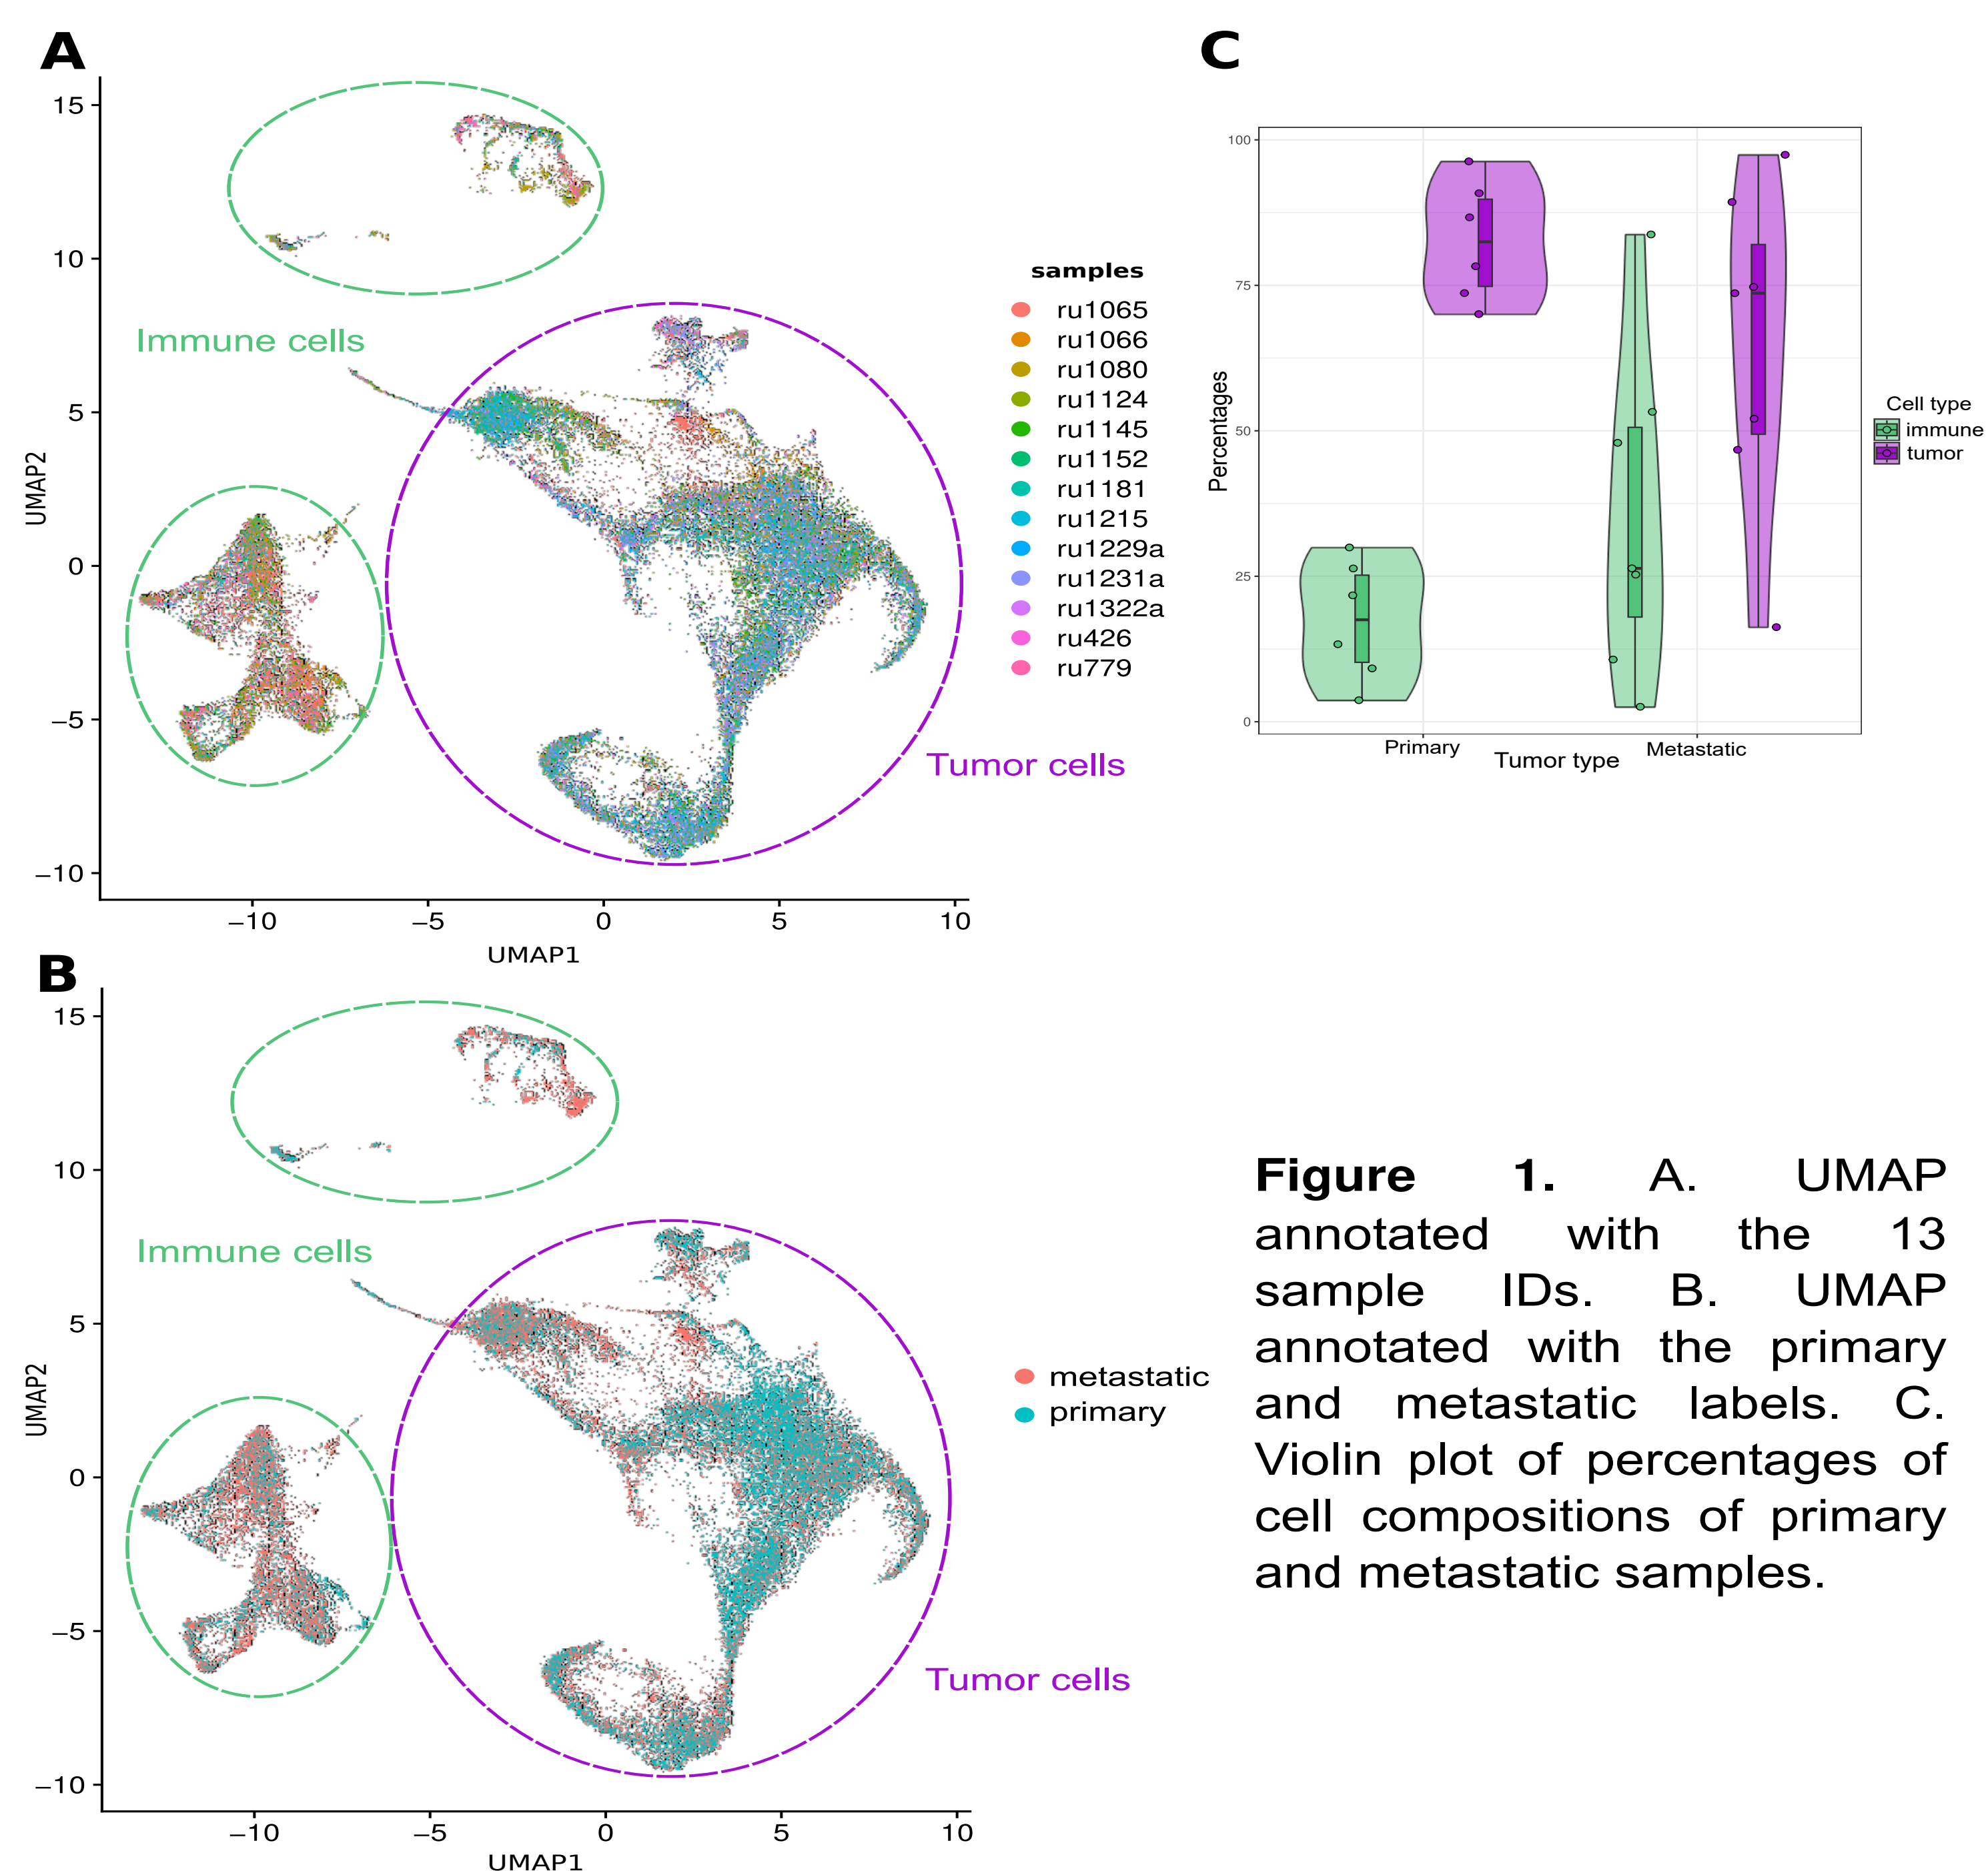 A
15
10
5
0
−5
−10
UMAP2
−10
−5
0
5
10
UMAP1
Immune cells
Tumor cells
samples
ru1065
ru1066
ru1080
ru1124
ru1145
ru1152
ru1181
ru1215
ru1229a
ru1231a
ru1322a
ru426
ru779
C
100
75
50
25
0
Percentages
Primary
Metastatic
Tumor type
Cell type
immune
tumor
B
15
10
5
0
−5
−10
UMAP2
−10
−5
0
5
10
UMAP1
Immune cells
Tumor cells
metastatic
primary
Figure 1. A. UMAP
annotated with the 13
sample IDs. B. UMAP
annotated with the primary
and metastatic labels. C.
Violin plot of percentages of
cell compositions of primary
and metastatic samples.